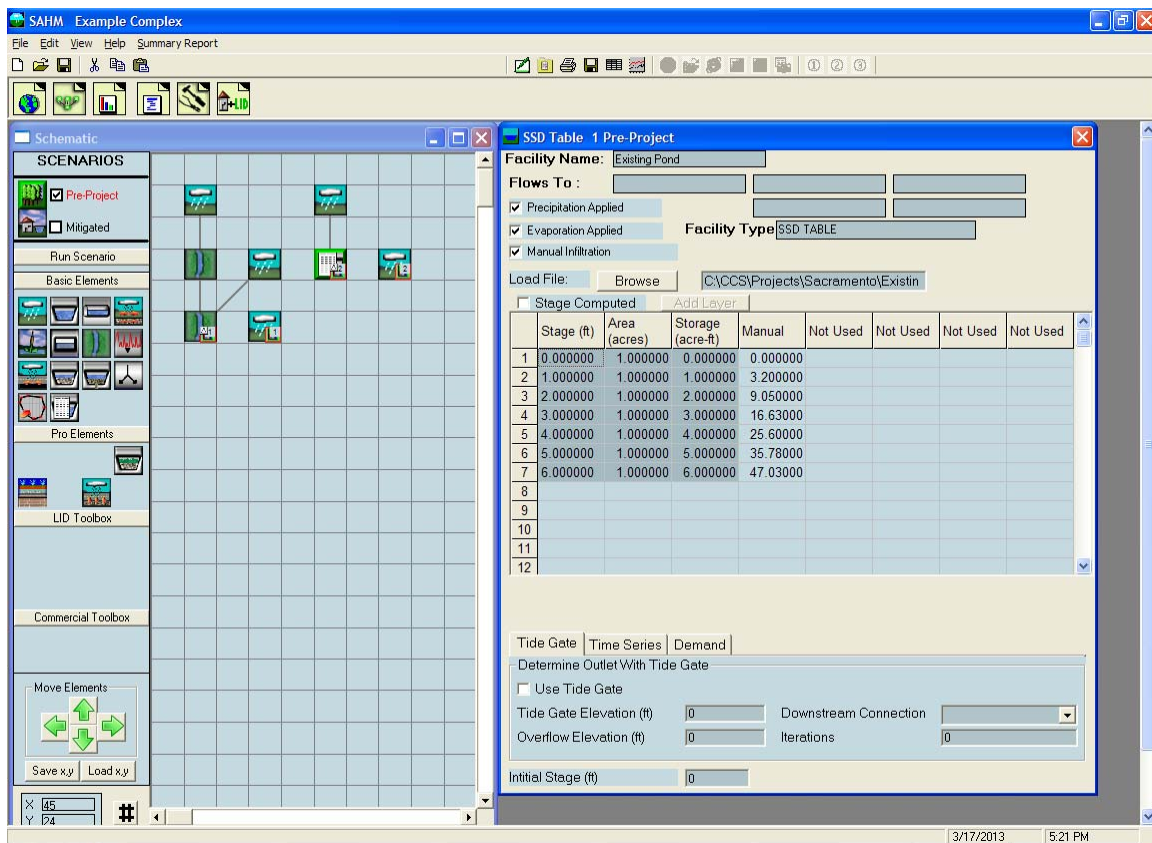 SAHM Example Complex
File Edit View Help Summary Report
Schematic
SCENARIOS
Pre-Project
Mitigated
Run Scenario
Basic Elements
Pro Elements
LID Toolbox
Commercial Toolbox
Move Elements
Save x,y Load x,y
X 45
Y 24
#
SSD Table 1 Pre-Project
Facility Name: Existing Pond
Flows To :
Precipitation Applied
Evaporation Applied Facility Type SSD TABLE
Manual Infiltration
Load File: Browse C:\CCS\Projects\Sacramento\Existin
Stage Computed Add Layer
Stage (ft) Area (acres) Storage (acre-ft) Manual Not Used Not Used Not Used Not Used
1 0.000000 1.000000 0.000000 0.000000
2 1.000000 1.000000 1.000000 3.200000
3 2.000000 1.000000 2.000000 9.050000
4 3.000000 1.000000 3.000000 16.63000
5 4.000000 1.000000 4.000000 25.60000
6 5.000000 1.000000 5.000000 35.78000
7 6.000000 1.000000 6.000000 47.03000
8
9
10
11
12
Tide Gate Time Series Demand
Determine Outlet With Tide Gate
Use Tide Gate
Tide Gate Elevation (ft) 0 Downstream Connection
Overflow Elevation (ft) 0 Iterations 0
Intitial Stage (ft) 0
3/17/2013 5:21 PM